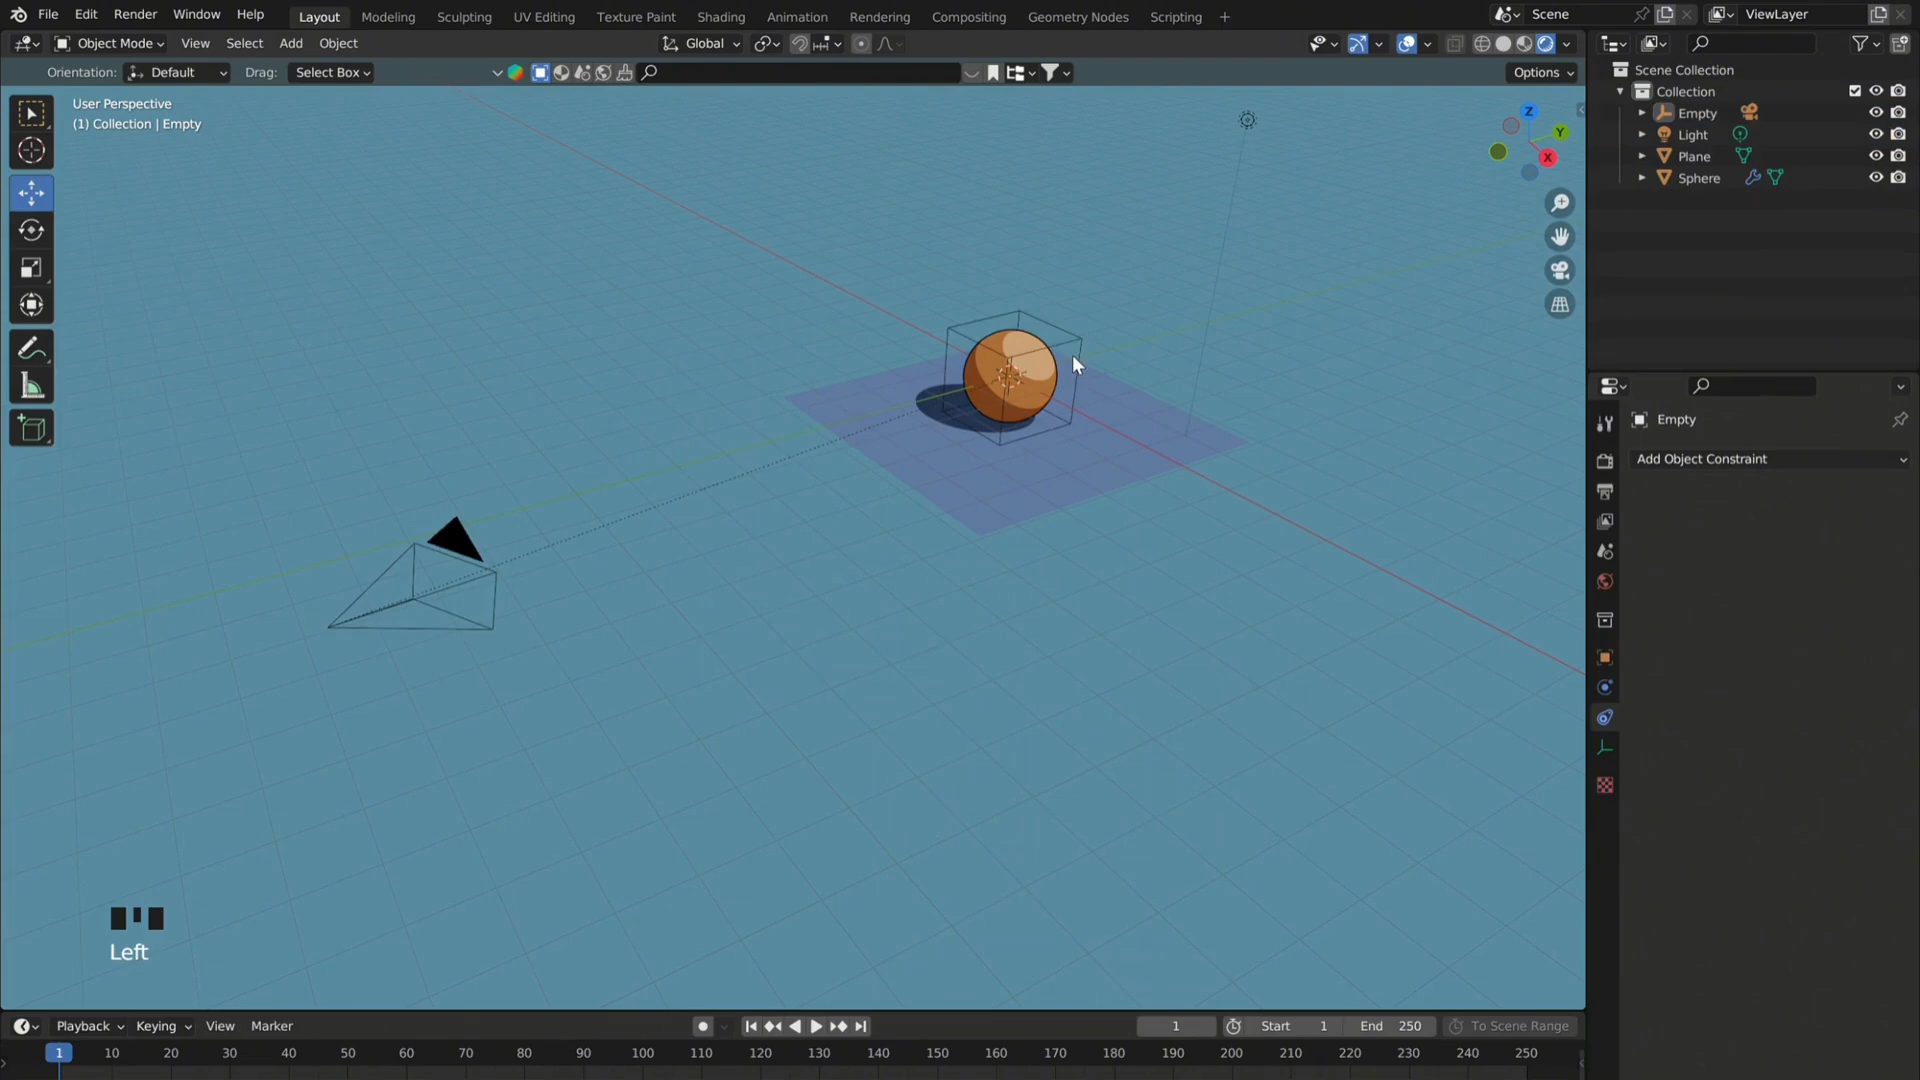 File Edit Render Window Help Layout Modeling Sculpting UV Editing Texture Paint Shading Animation Rendering Compositing Geometry Nodes Scripting + Scene ViewLayer
Object Mode View Select Add Object Global
Orientation: Default Drag: Select Box Options
User Perspective
(1) Collection | Empty
Z
Y
X
Left
Scene Collection
Collection
Empty
Light
Plane
Sphere
Empty
Add Object Constraint
Playback Keying View Marker 1 Start 1 End 250 To Scene Range
1 10 20 30 40 50 60 70 80 90 100 110 120 130 140 150 160 170 180 190 200 210 220 230 240 250